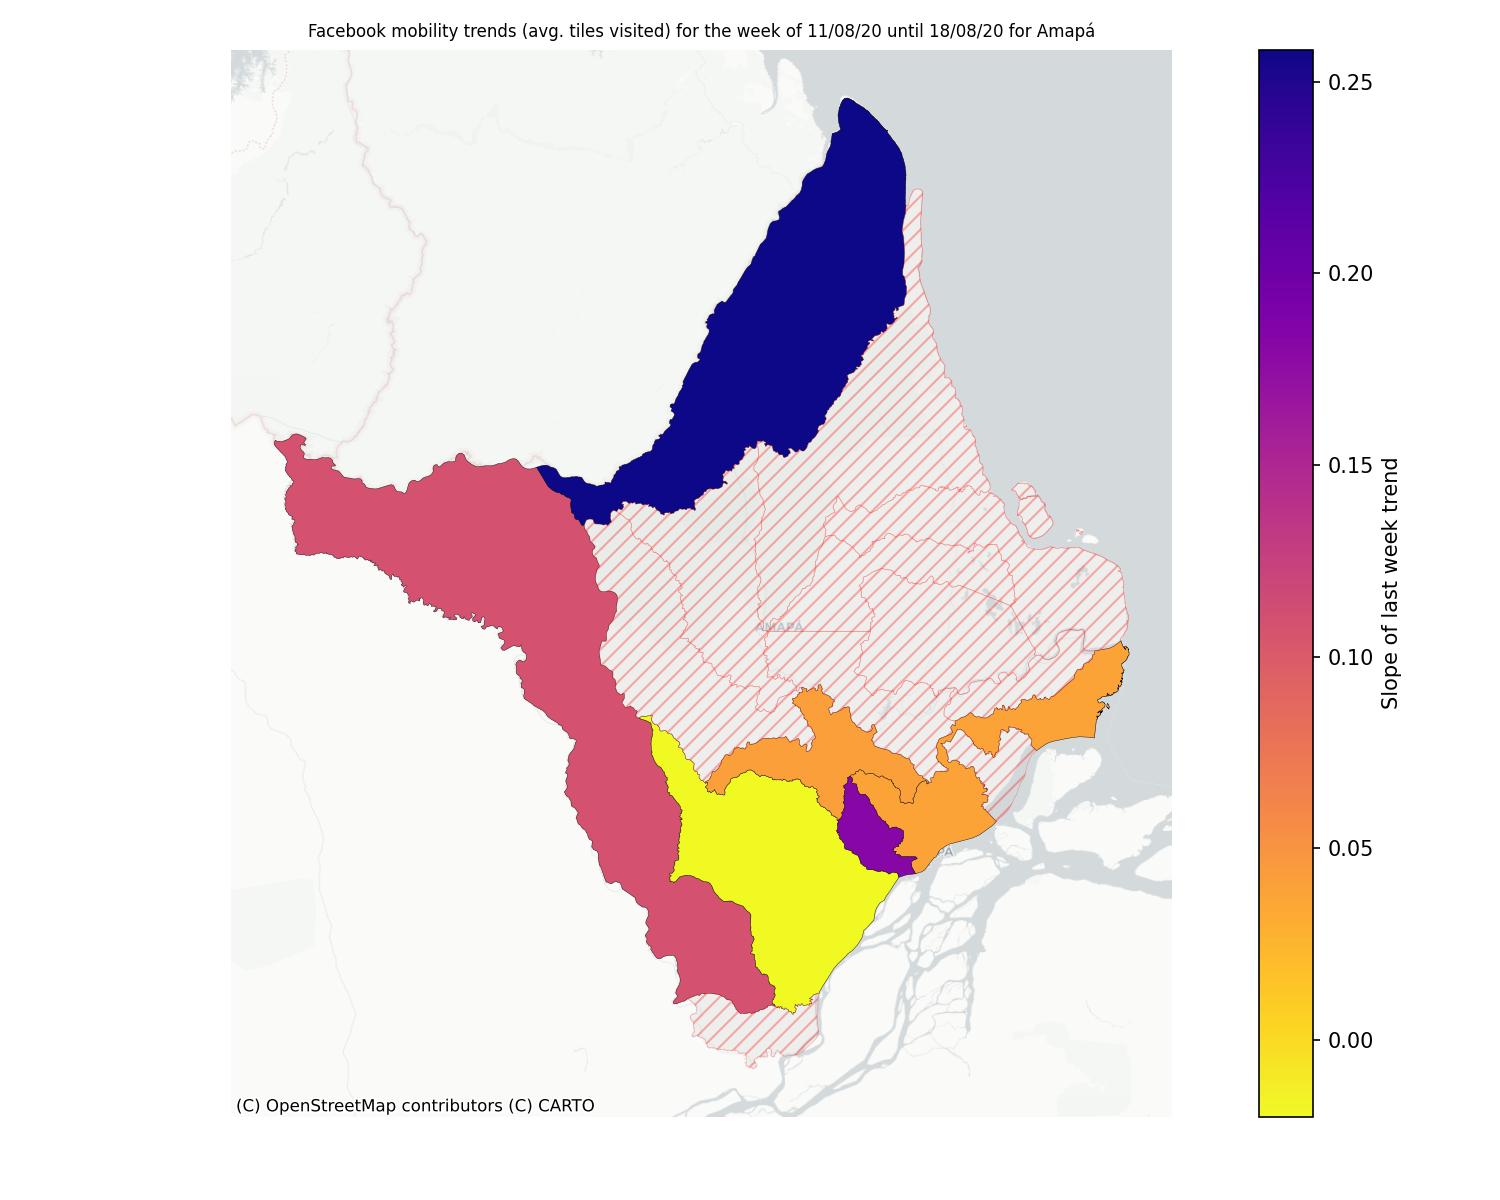 Facebook mobility trends (avg. tiles visited) for the week of 11/08/20 until 18/08/20 for Amapá
0.25
0.20
0.15
0.10
0.05
0.00
Slope of last week trend
AMAPÁ
PA
(C) OpenStreetMap contributors (C) CARTO